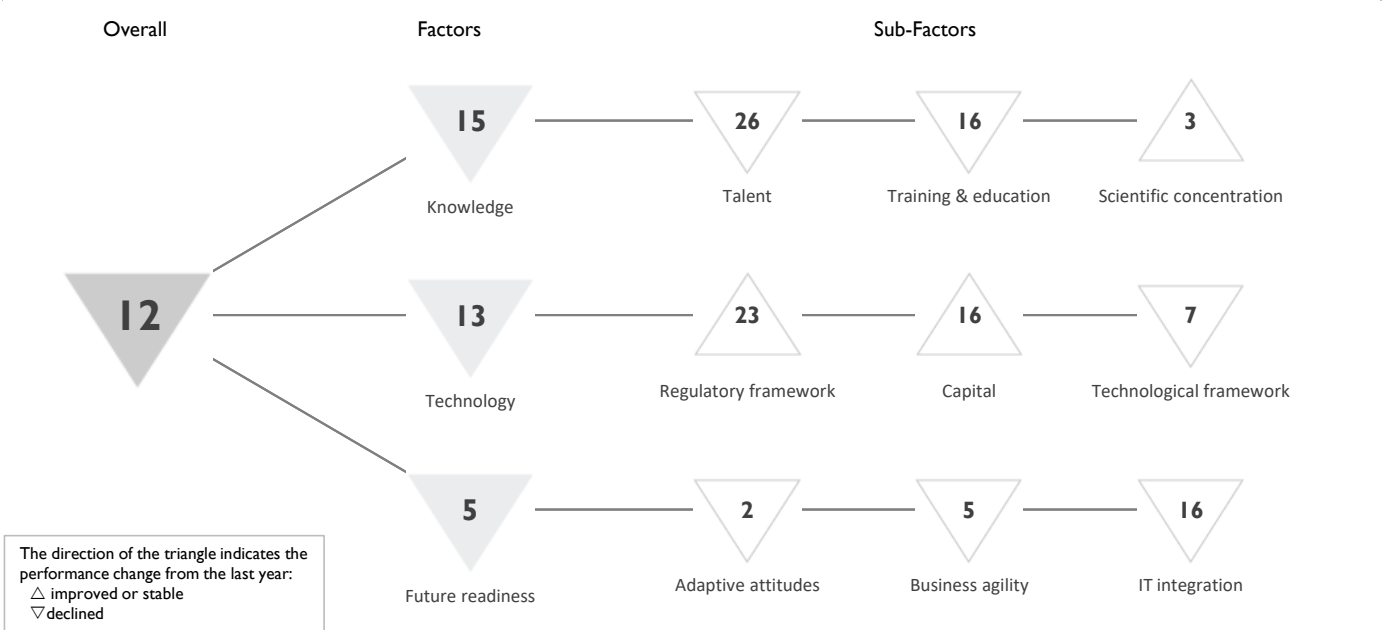 Overall
Factors
Sub-Factors
15
26
16
3
Knowledge
Talent
Training & education
Scientific concentration
12
13
23
16
7
Technology
Regulatory framework
Capital
Technological framework
5
2
5
16
Future readiness
Adaptive attitudes
Business agility
IT integration
The direction of the triangle indicates the
performance change from the last year:
△ improved or stable
▽ declined